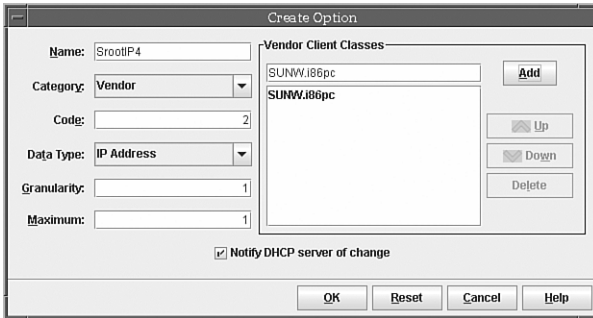 Create Option
Name: SrootIP4
Category: Vendor
Code: 2
Data Type: IP Address
Granularity: 1
Maximum: 1
Vendor Client Classes
SUNW.i86pc
Add
SUNW.i86pc
Up
Down
Delete
Notify DHCP server of change
OK Reset Cancel Help